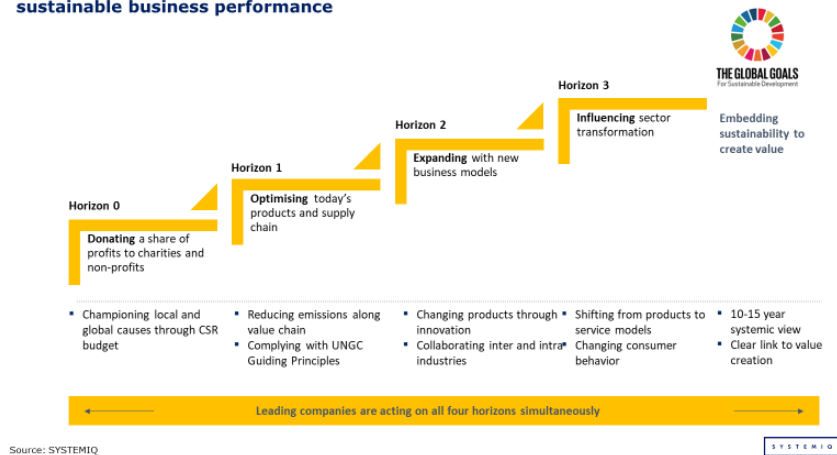 sustainable business performance
THE GLOBAL GOALS
For Sustainable Development
Horizon 3
Influencing sector
transformation
Embedding
sustainability to
create value
Horizon 2
Expanding with new
business models
Horizon 1
Optimising today's
products and supply
chain
Horizon 0
Donating a share of
profits to charities and
non-profits
▪ Championing local and
global causes through CSR
budget
▪ Reducing emissions along
value chain
▪ Complying with UNGC
Guiding Principles
▪ Changing products through
innovation
▪ Collaborating inter and intra
industries
▪ Shifting from products to
service models
▪ Changing consumer
behavior
▪ 10-15 year
systemic view
▪ Clear link to value
creation
Leading companies are acting on all four horizons simultaneously
Source: SYSTEMIQ
SYSTEMIQ